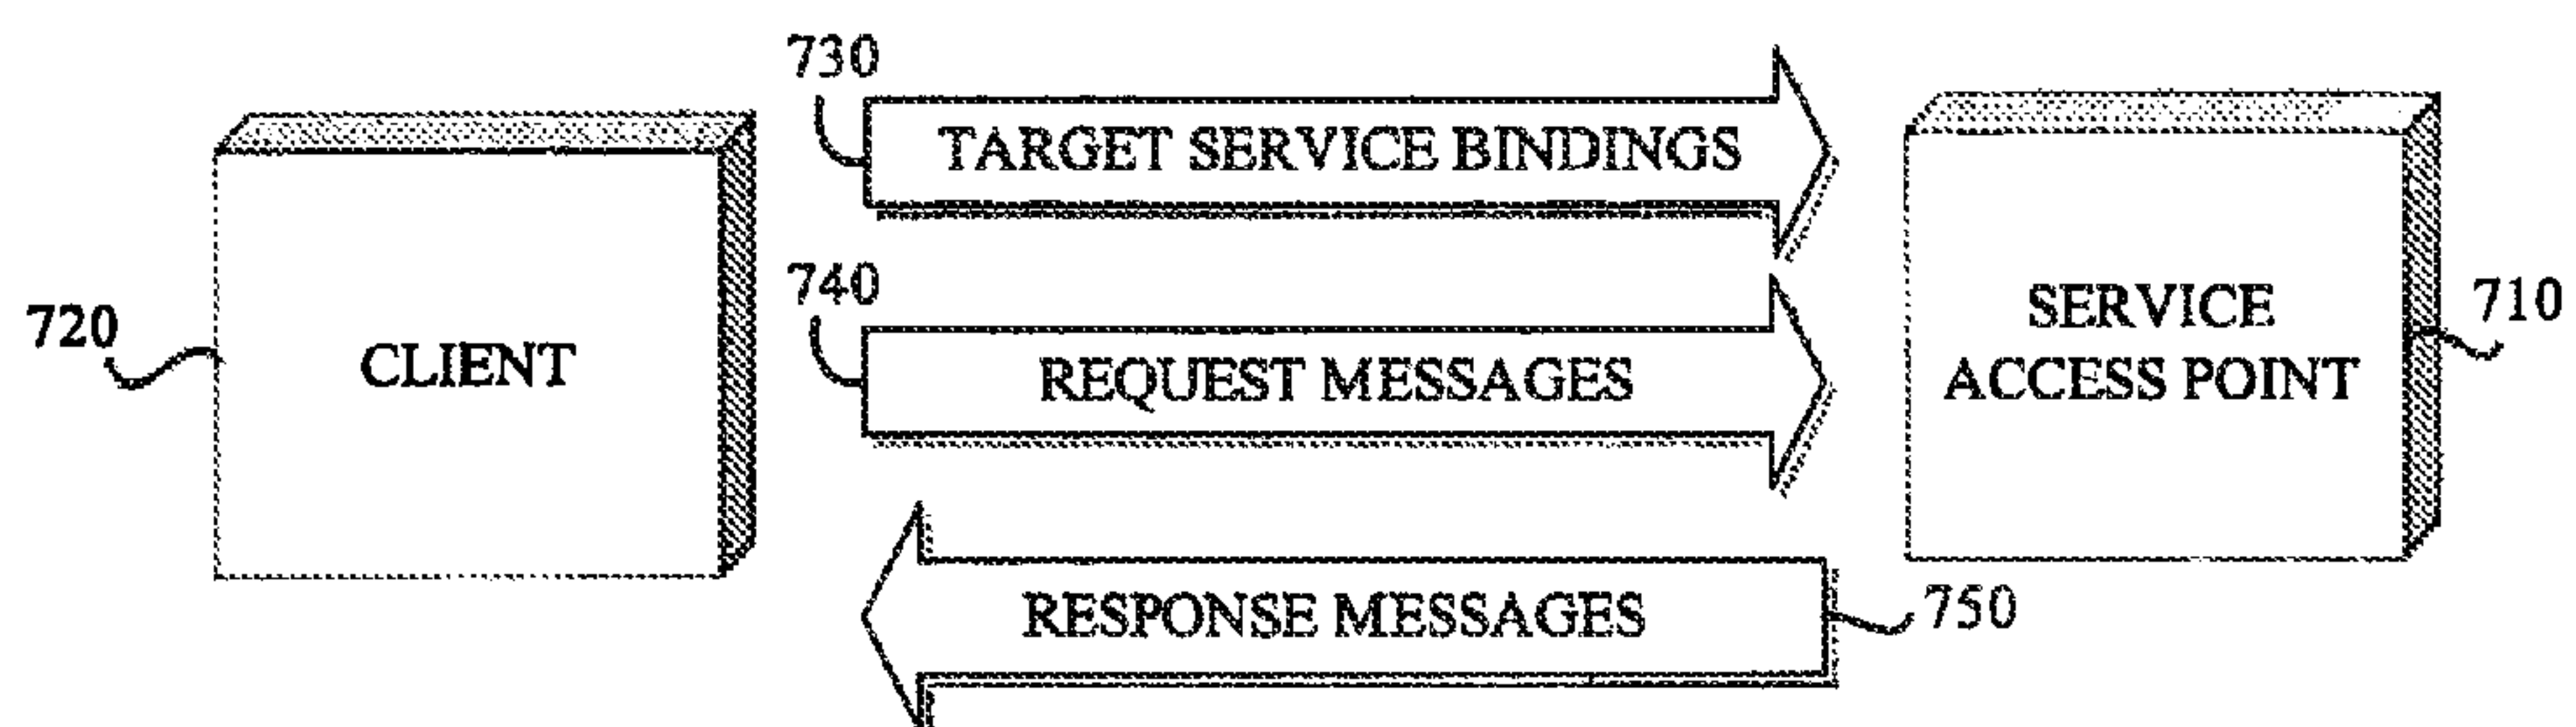 730
TARGET SERVICE BINDINGS
720
CLIENT
740
REQUEST MESSAGES
SERVICE
ACCESS POINT
710
RESPONSE MESSAGES
750